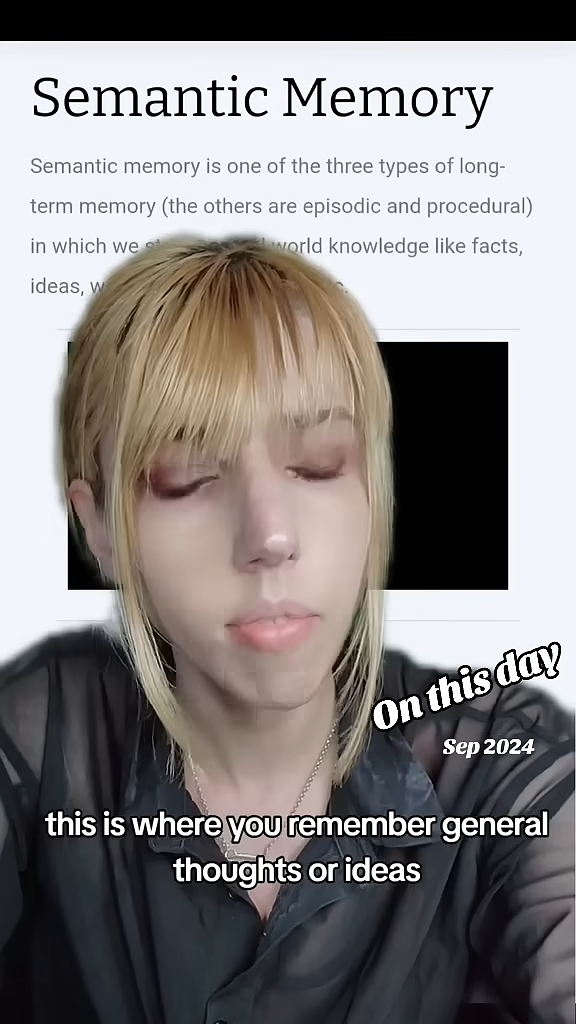 Semantic Memory
Semantic memory is one of the three types of long-
term memory (the others are episodic and procedural)
in which we world knowledge like facts,
ideas,
On this day
Sep 2024
this is where you remember general
thoughts or ideas